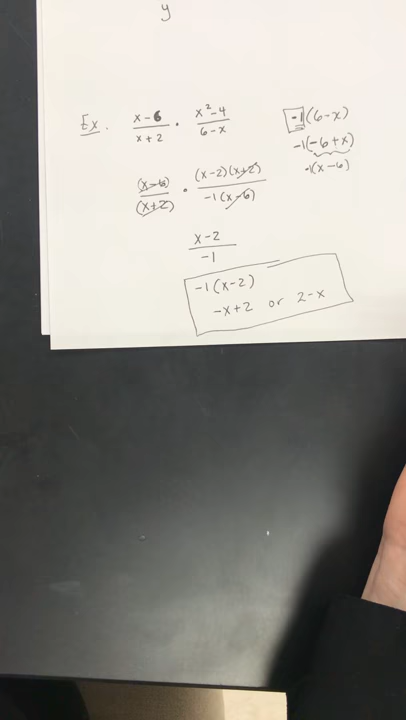 y
Ex. x-6/x+2 · x²-4/6-x
-1(6-x)
-1(-6+x)
-1(x-6)
(x-6)/(x+2) · (x-2)(x+2)/-1(x-6)
x-2/-1
-1(x-2)
-x+2 or 2-x